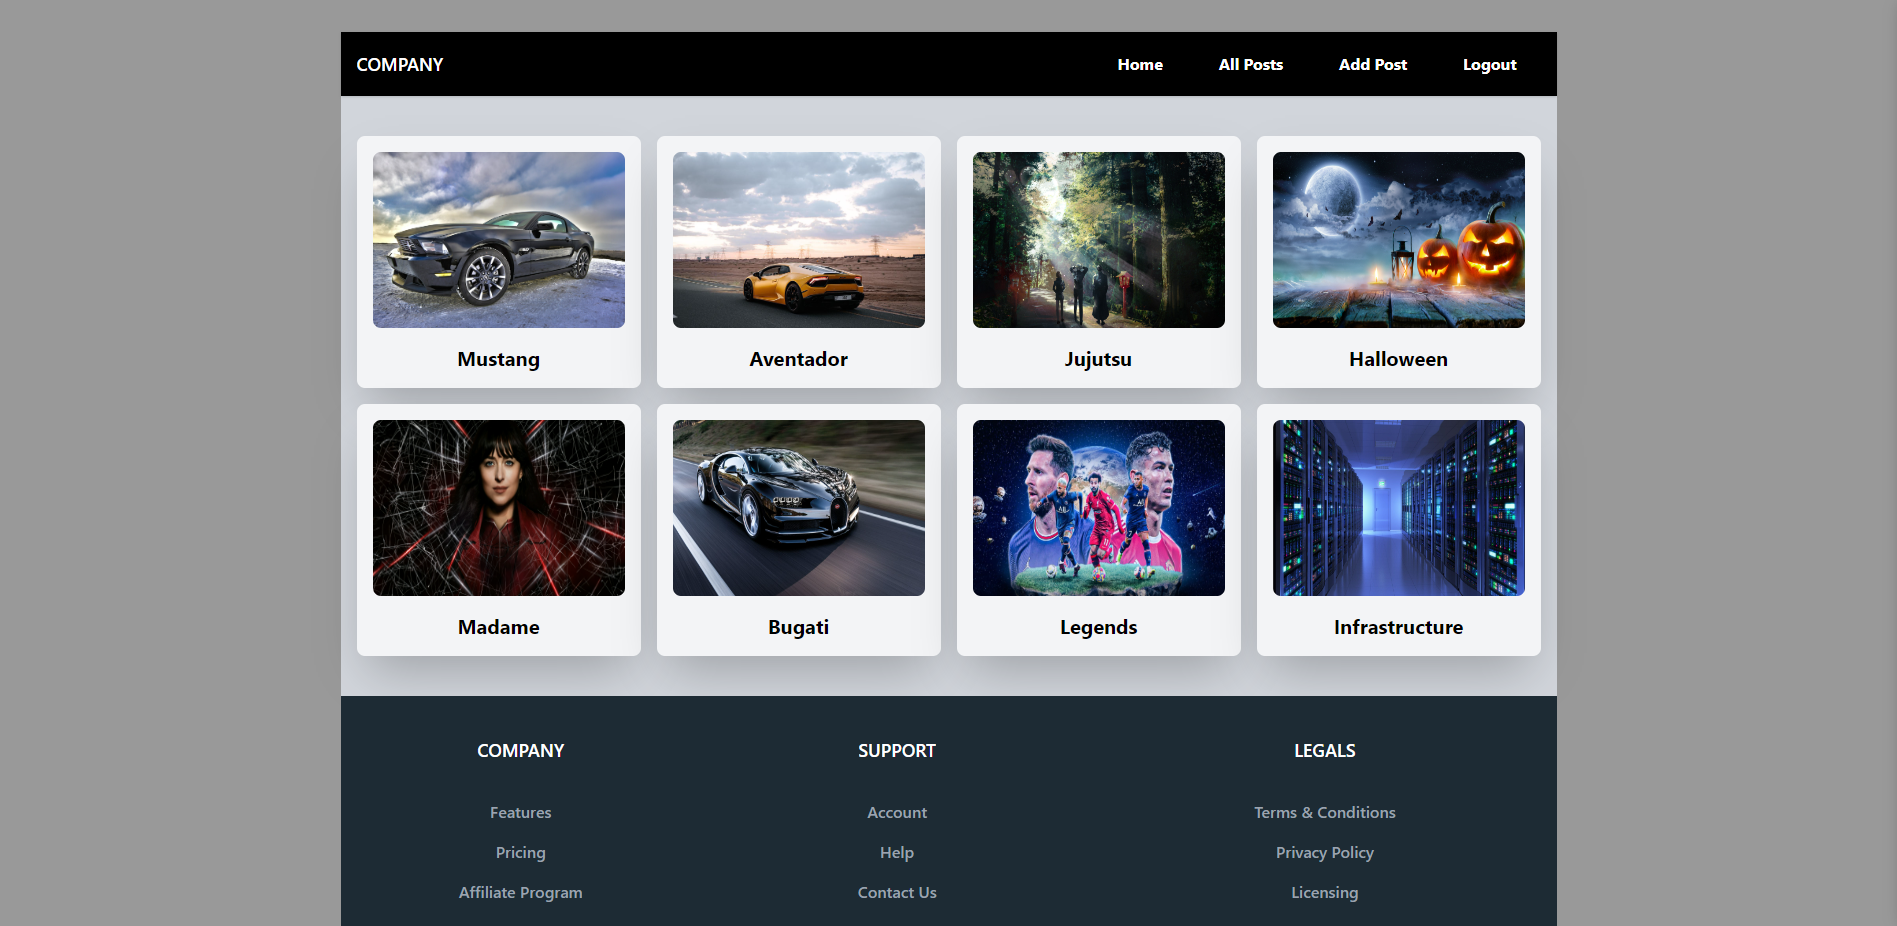 COMPANY Home All Posts Add Post Logout
Mustang Aventador Jujutsu Halloween
Madame Bugati Legends Infrastructure
COMPANY SUPPORT LEGALS
Features Account Terms & Conditions
Pricing Help Privacy Policy
Affiliate Program Contact Us Licensing